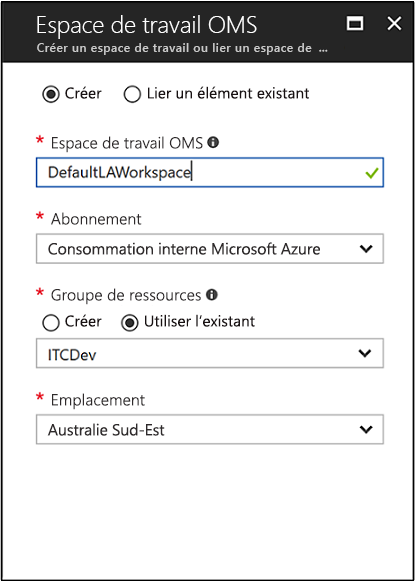 Espace de travail OMS
Créer un espace de travail ou lier un espace de ...
Créer Lier un élément existant
* Espace de travail OMS
DefaultLAWorkspace
* Abonnement
Consommation interne Microsoft Azure
* Groupe de ressources
Créer Utiliser l'existant
ITCDev
* Emplacement
Australie Sud-Est